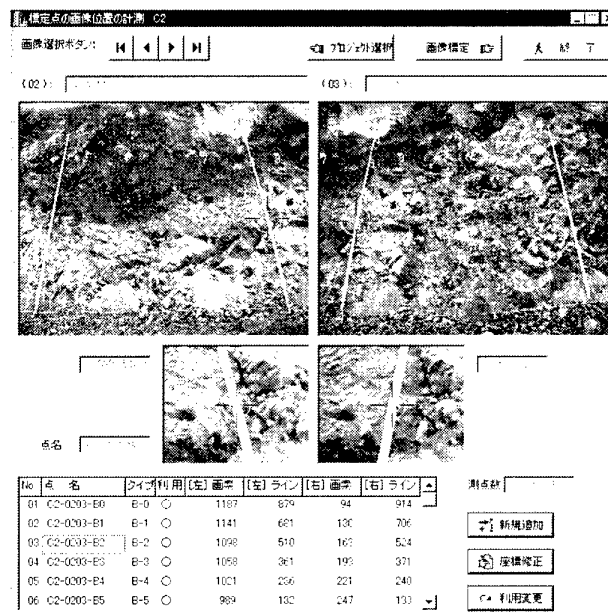 標定点の画像位置の計測 C2
画像選択ボタン:
プロジェクト選択
画像標定
終 了
(02):
(03):
点名
No 点 名 タイプ 利用 [左]画素 [左]ライン [右]画素 [右]ライン
01 C2-0203-B0 B-0 ○ 1187 879 94 914
02 C2-0203-B1 B-1 ○ 1141 681 130 706
03 C2-0203-B2 B-2 ○ 1098 510 163 524
04 C2-0203-B3 B-3 ○ 1058 361 193 371
05 C2-0203-B4 B-4 ○ 1021 236 221 240
06 C2-0203-B5 B-5 ○ 989 132 247 133
測点数
新規追加
座標修正
利用変更